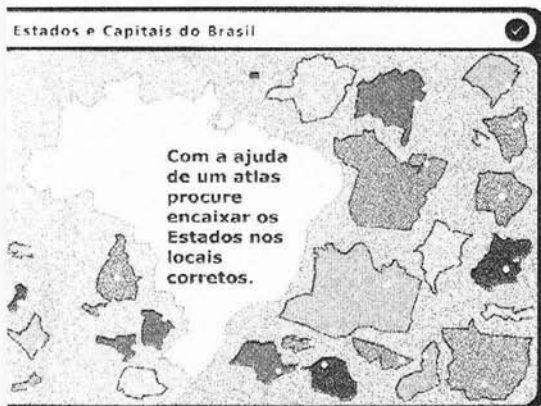 Estados e Capitais do Brasil
Com a ajuda
de um atlas
procure
encaixar os
Estados nos
locais
corretos.